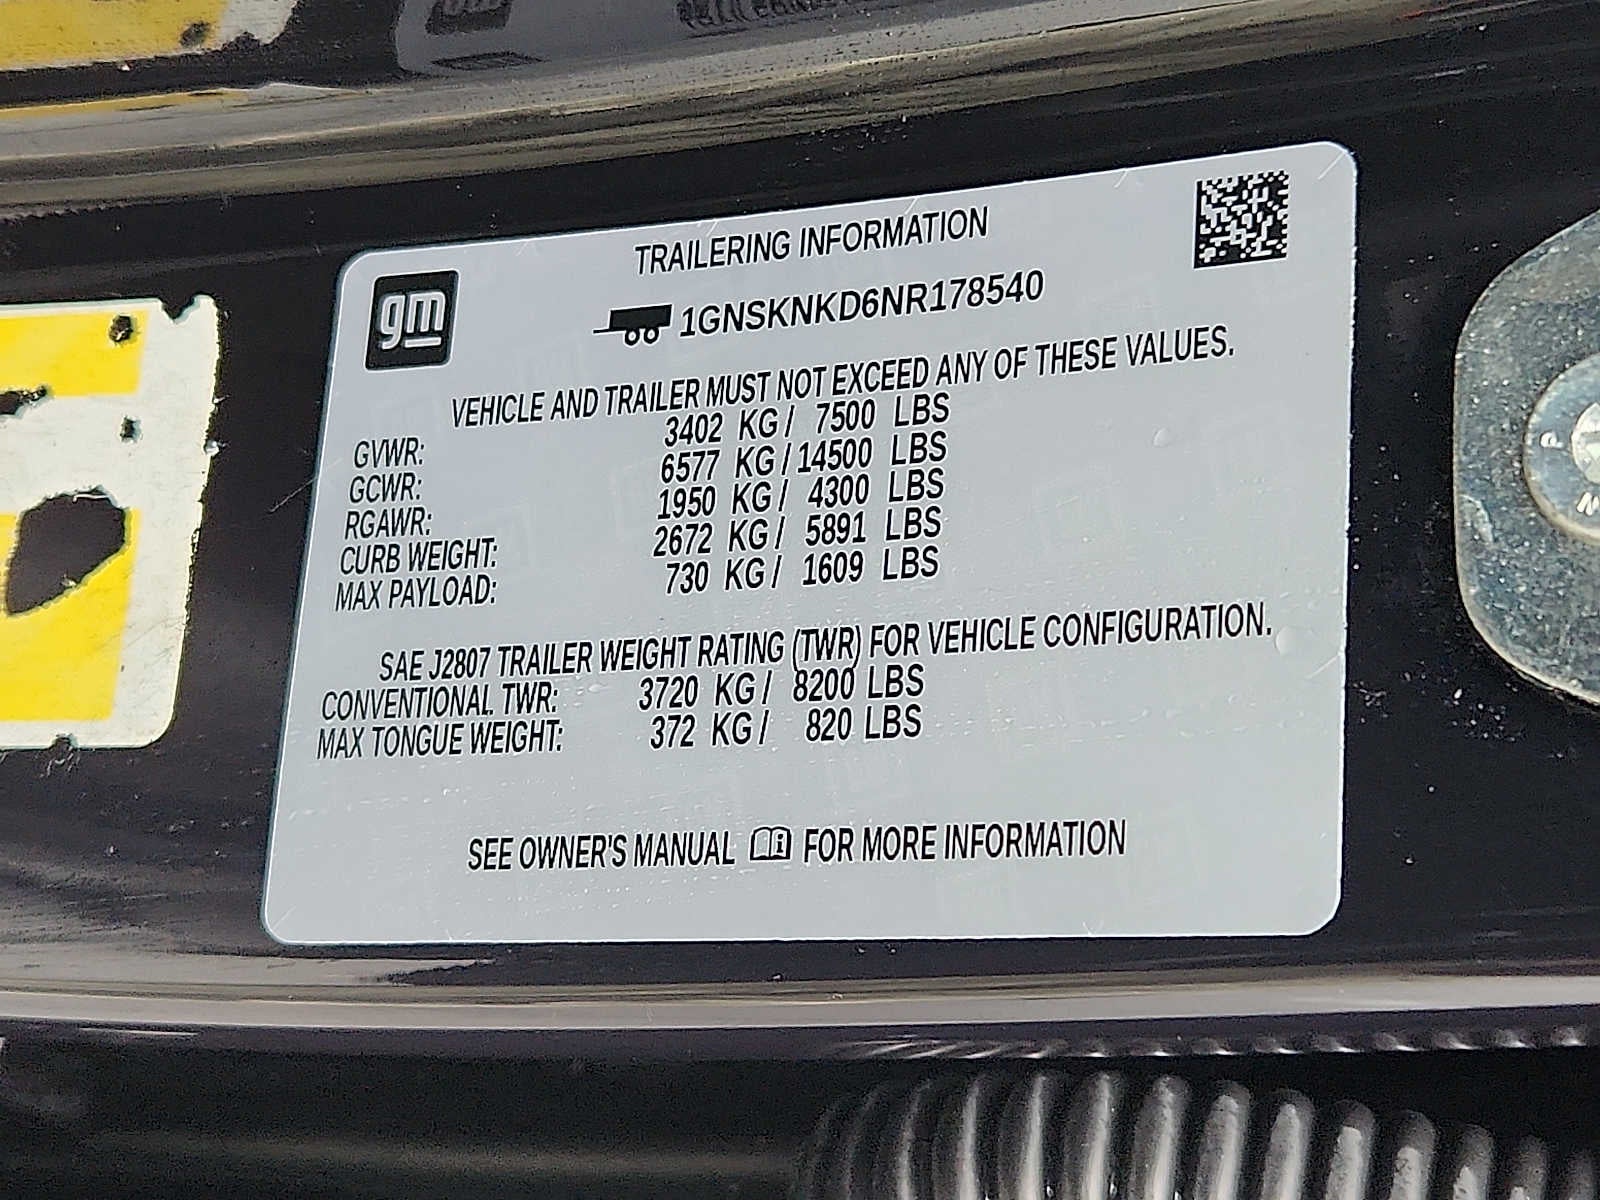 gm
TRAILERING INFORMATION
1GNSKNKD6NR178540
VEHICLE AND TRAILER MUST NOT EXCEED ANY OF THESE VALUES.
GVWR: 3402 KG / 7500 LBS
GCWR: 6577 KG / 14500 LBS
RGAWR: 1950 KG / 4300 LBS
CURB WEIGHT: 2672 KG / 5891 LBS
MAX PAYLOAD: 730 KG / 1609 LBS
SAE J2807 TRAILER WEIGHT RATING (TWR) FOR VEHICLE CONFIGURATION.
CONVENTIONAL TWR: 3720 KG / 8200 LBS
MAX TONGUE WEIGHT: 372 KG / 820 LBS
SEE OWNER'S MANUAL FOR MORE INFORMATION